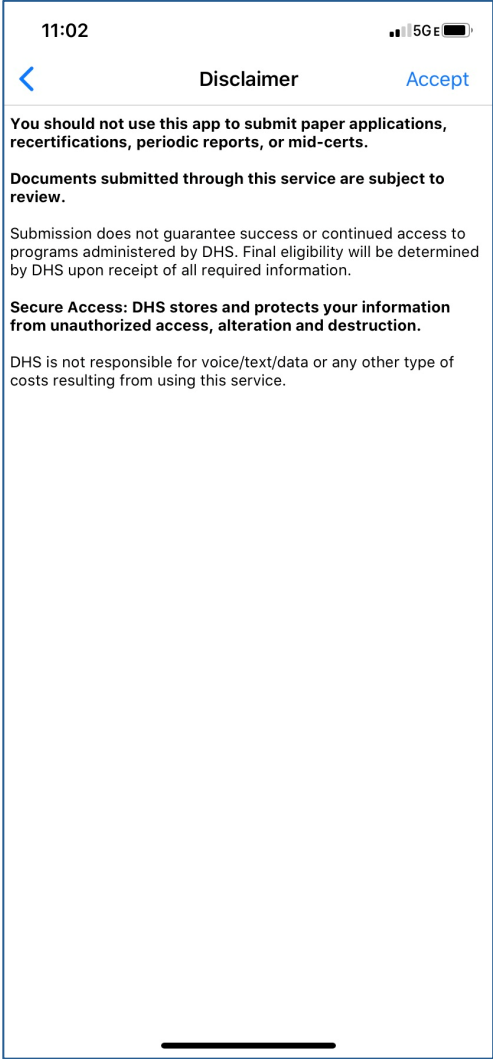 11:02
5GE
Disclaimer
Accept
You should not use this app to submit paper applications,
recertifications, periodic reports, or mid-certs.
Documents submitted through this service are subject to
review.
Submission does not guarantee success or continued access to
programs administered by DHS. Final eligibility will be determined
by DHS upon receipt of all required information.
Secure Access: DHS stores and protects your information
from unauthorized access, alteration and destruction.
DHS is not responsible for voice/text/data or any other type of
costs resulting from using this service.